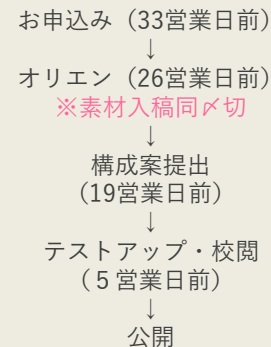 お申込み（33営業日前）
↓
オリエン（26営業日前）
※素材入稿同〆切
↓
構成案提出
（19営業日前）
↓
テストアップ・校閲
（５営業日前）
↓
公開